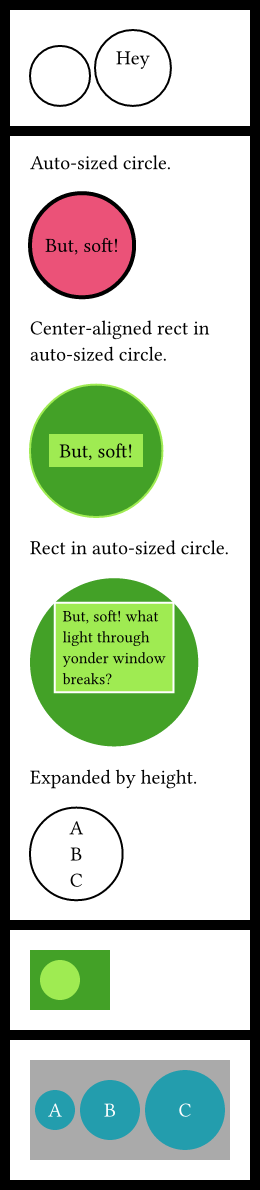 Hey
Auto-sized circle.
But, soft!
Center-aligned rect in
auto-sized circle.
But, soft!
Rect in auto-sized circle.
But, soft! what
light through
yonder window
breaks?
Expanded by height.
A
B
C
A B C